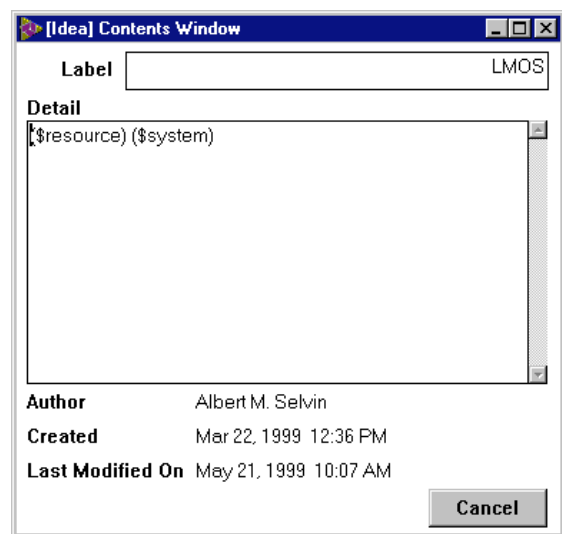 [Idea] Contents Window
Label LMOS
Detail
($resource) ($system)
Author Albert M. Selvin
Created Mar 22, 1999 12:36 PM
Last Modified On May 21, 1999 10:07 AM
Cancel